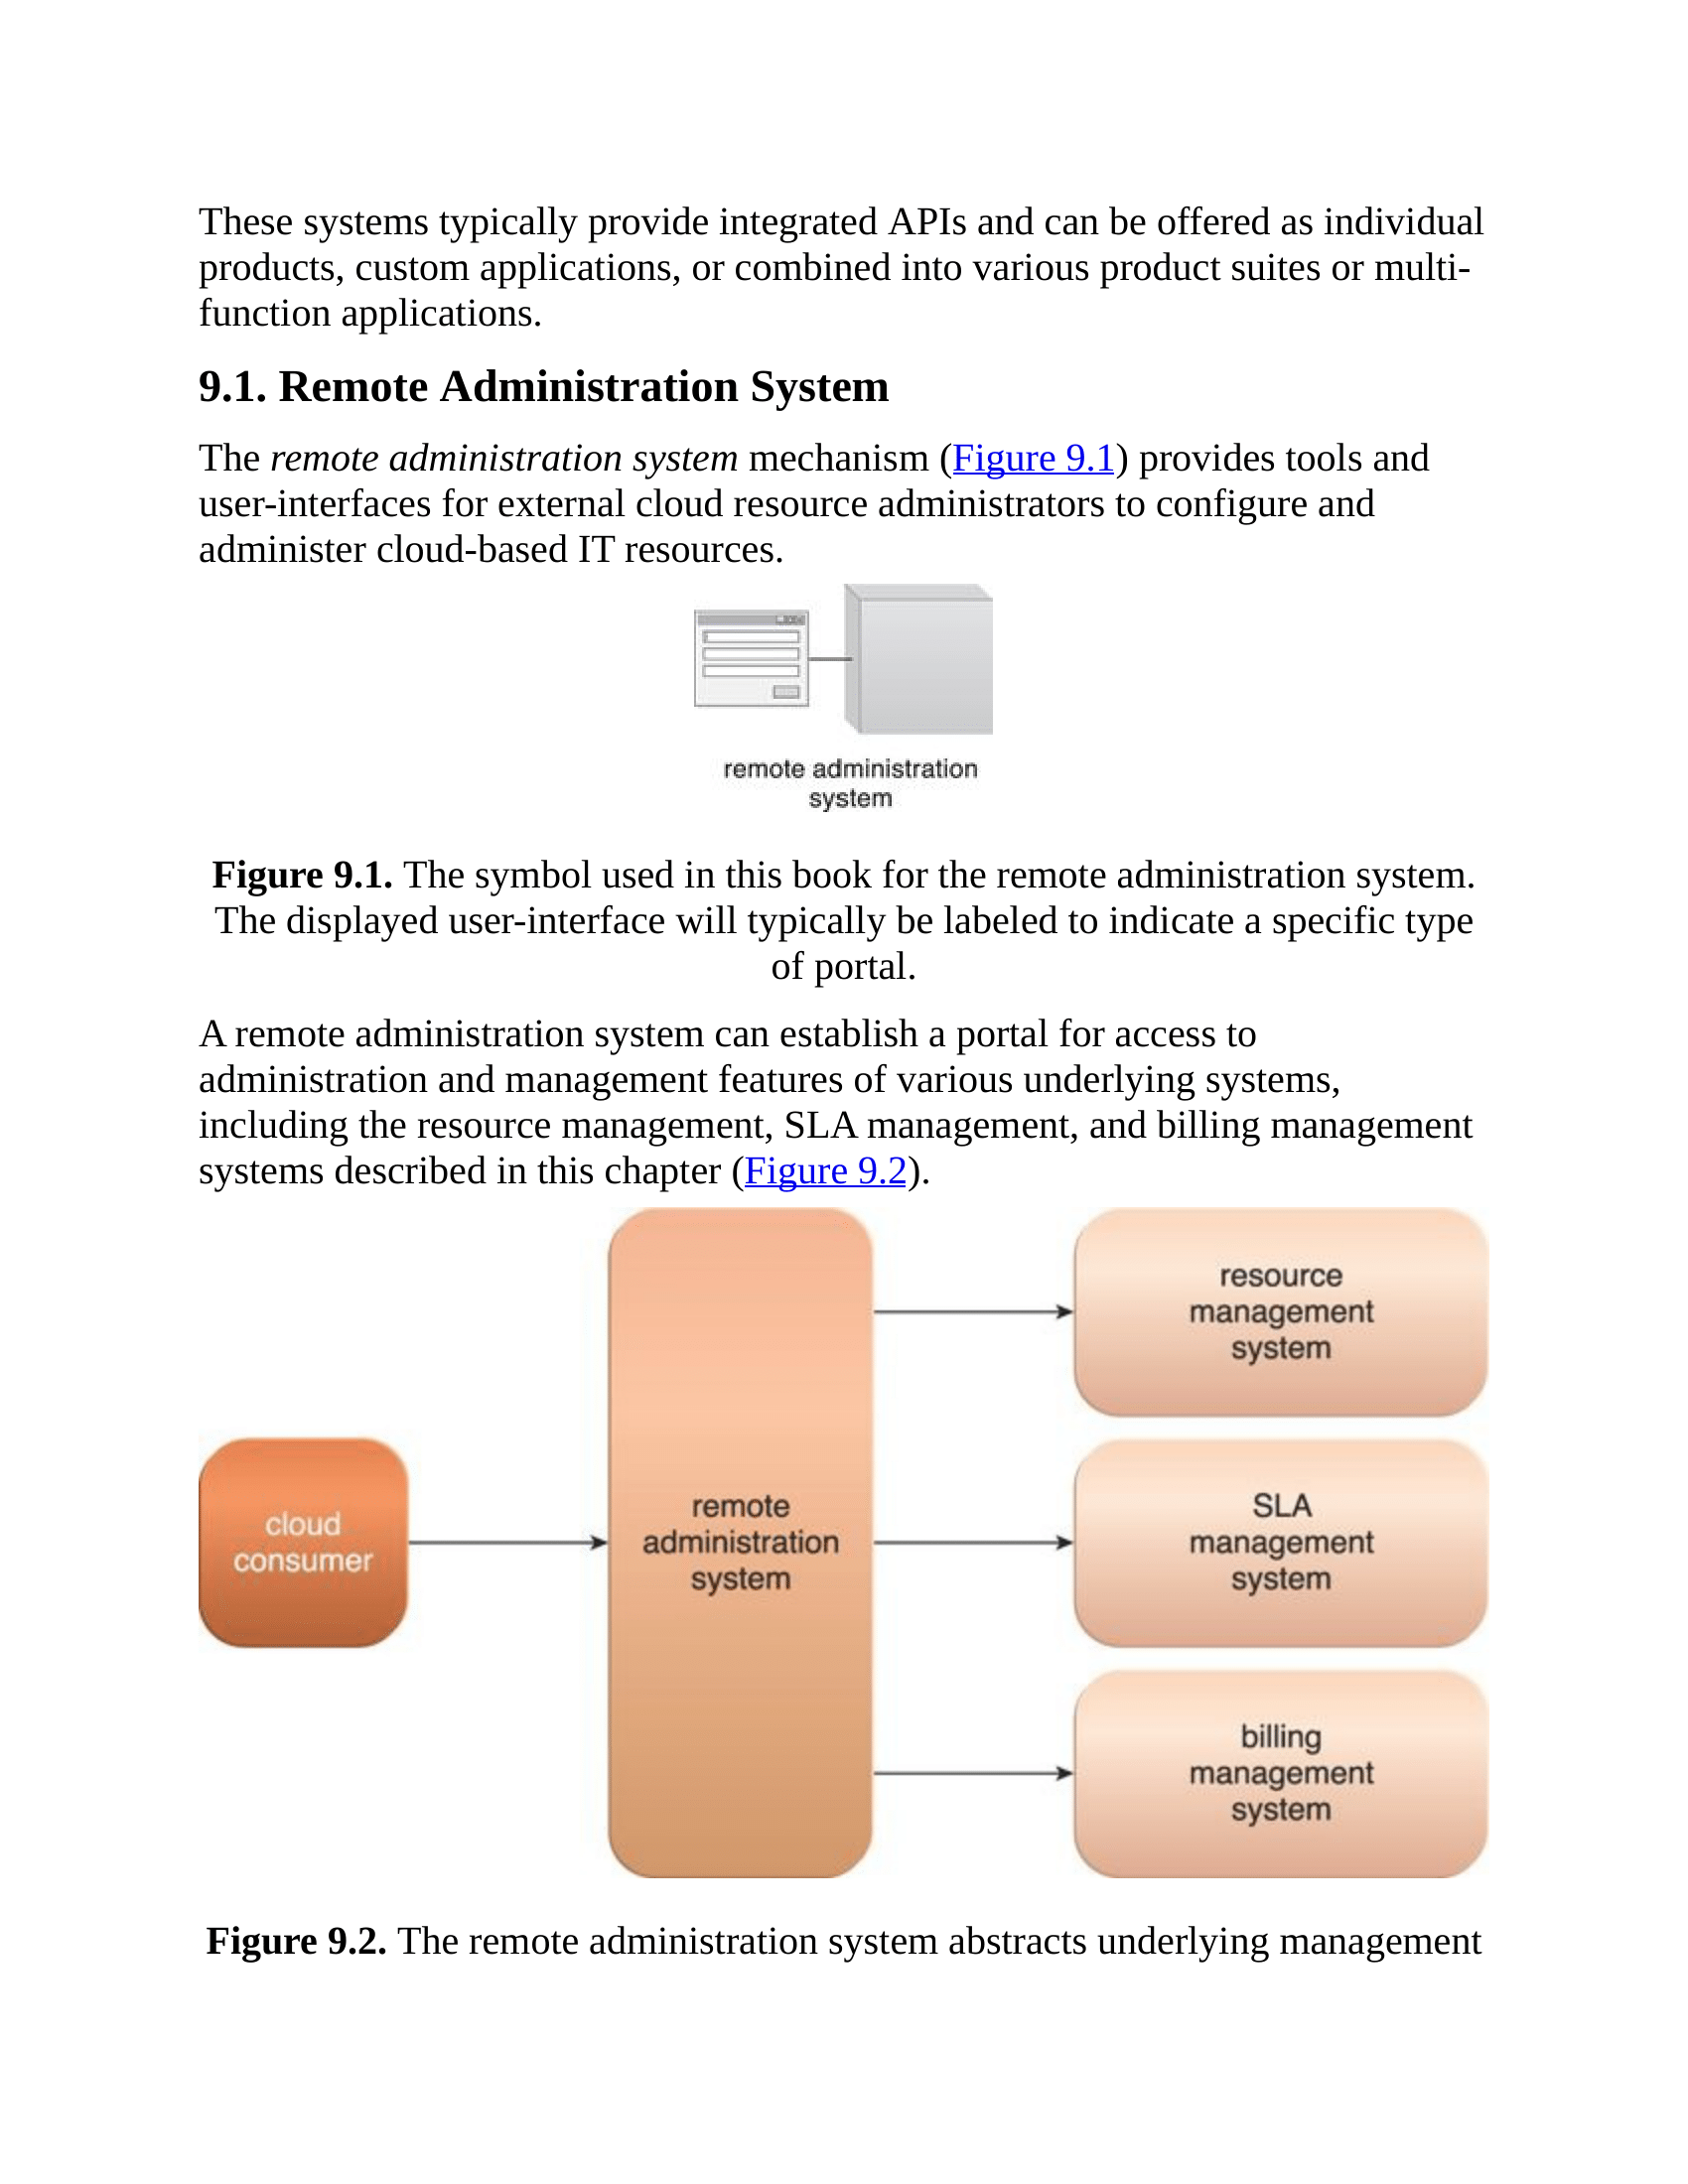 These systems typically provide integrated APIs and can be offered as individual
products, custom applications, or combined into various product suites or multi-
function applications.
9.1. Remote Administration System
The remote administration system mechanism (Figure 9.1) provides tools and
user-interfaces for external cloud resource administrators to configure and
administer cloud-based IT resources.
remote administration
system
Figure 9.1. The symbol used in this book for the remote administration system.
The displayed user-interface will typically be labeled to indicate a specific type
of portal.
A remote administration system can establish a portal for access to
administration and management features of various underlying systems,
including the resource management, SLA management, and billing management
systems described in this chapter (Figure 9.2).
cloud
consumer
remote
administration
system
resource
management
system
SLA
management
system
billing
management
system
Figure 9.2. The remote administration system abstracts underlying management